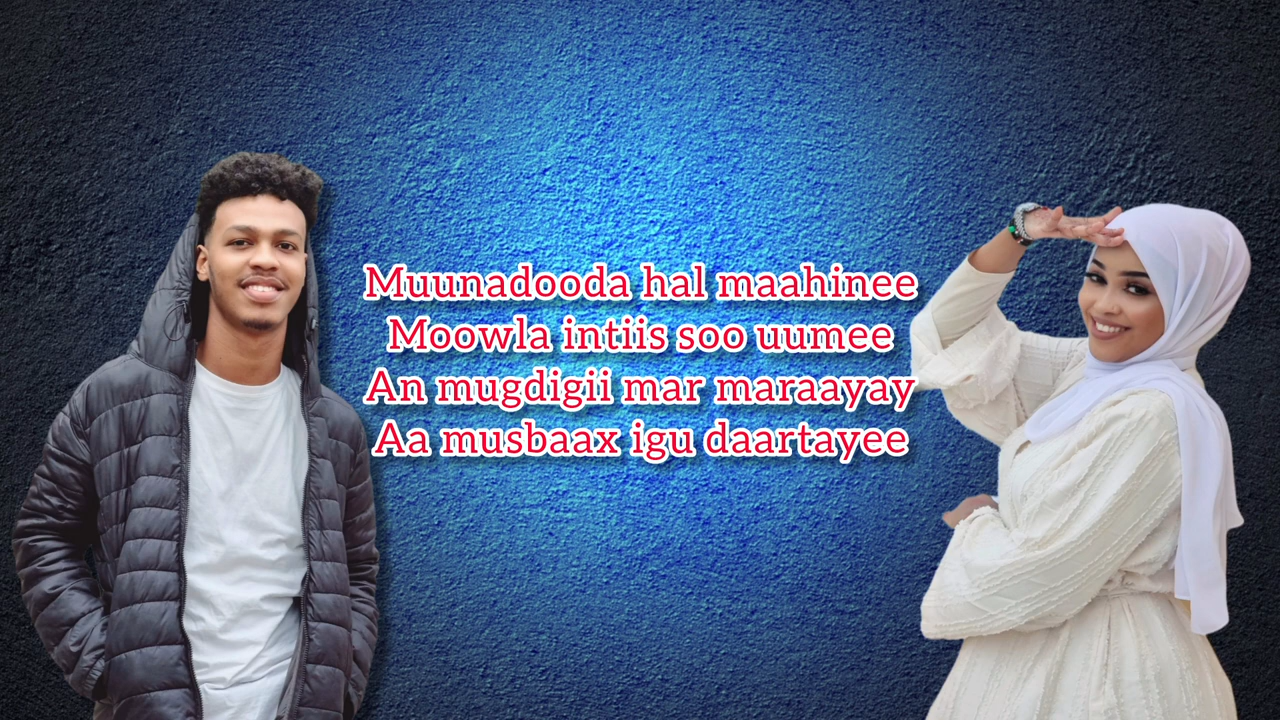 Muunadooda hal maahinee
Moowla intiis soo uumee
An mugdigii mar maraayay
Aa musbaax igu daartayee